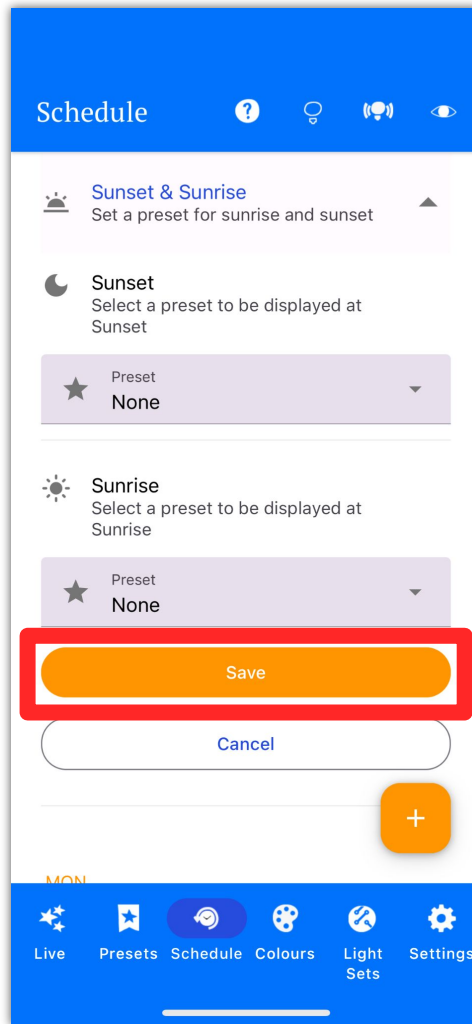 Schedule
Sunset & Sunrise
Set a preset for sunrise and sunset
Sunset
Select a preset to be displayed at
Sunset
Preset
None
Sunrise
Select a preset to be displayed at
Sunrise
Preset
None
Save
Cancel
+
MON
Live
Presets
Schedule
Colours
Light
Sets
Settings